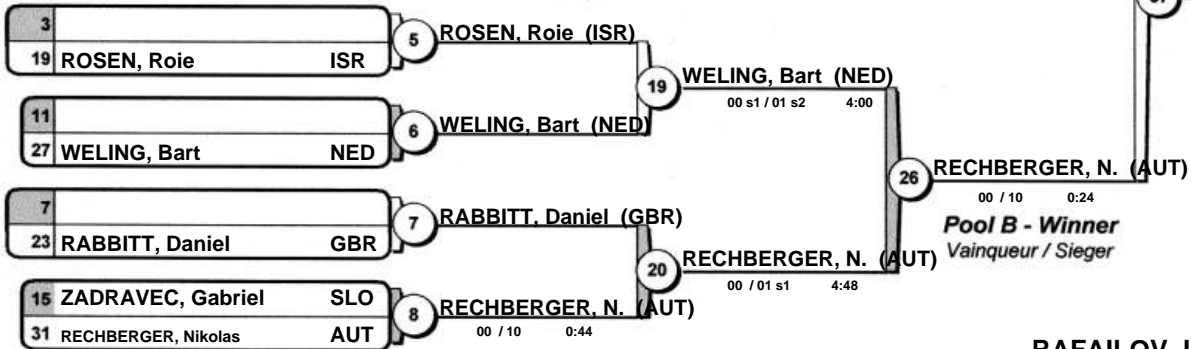 3
19 ROSEN, Roie ISR
5 ROSEN, Roie (ISR)
11
27 WELING, Bart NED
6 WELING, Bart (NED)
19 WELING, Bart (NED)
00 s1 / 01 s2 4:00
7
23 RABBITT, Daniel GBR
7 RABBITT, Daniel (GBR)
15 ZADRAVEC, Gabriel SLO
31 RECHBERGER, Nikolas AUT
8 RECHBERGER, N. (AUT)
00 / 10 0:44
20 RECHBERGER, N. (AUT)
00 / 01 s1 4:48
26 RECHBERGER, N. (AUT)
00 / 10 0:24
Pool B - Winner
Vainqueur / Sieger